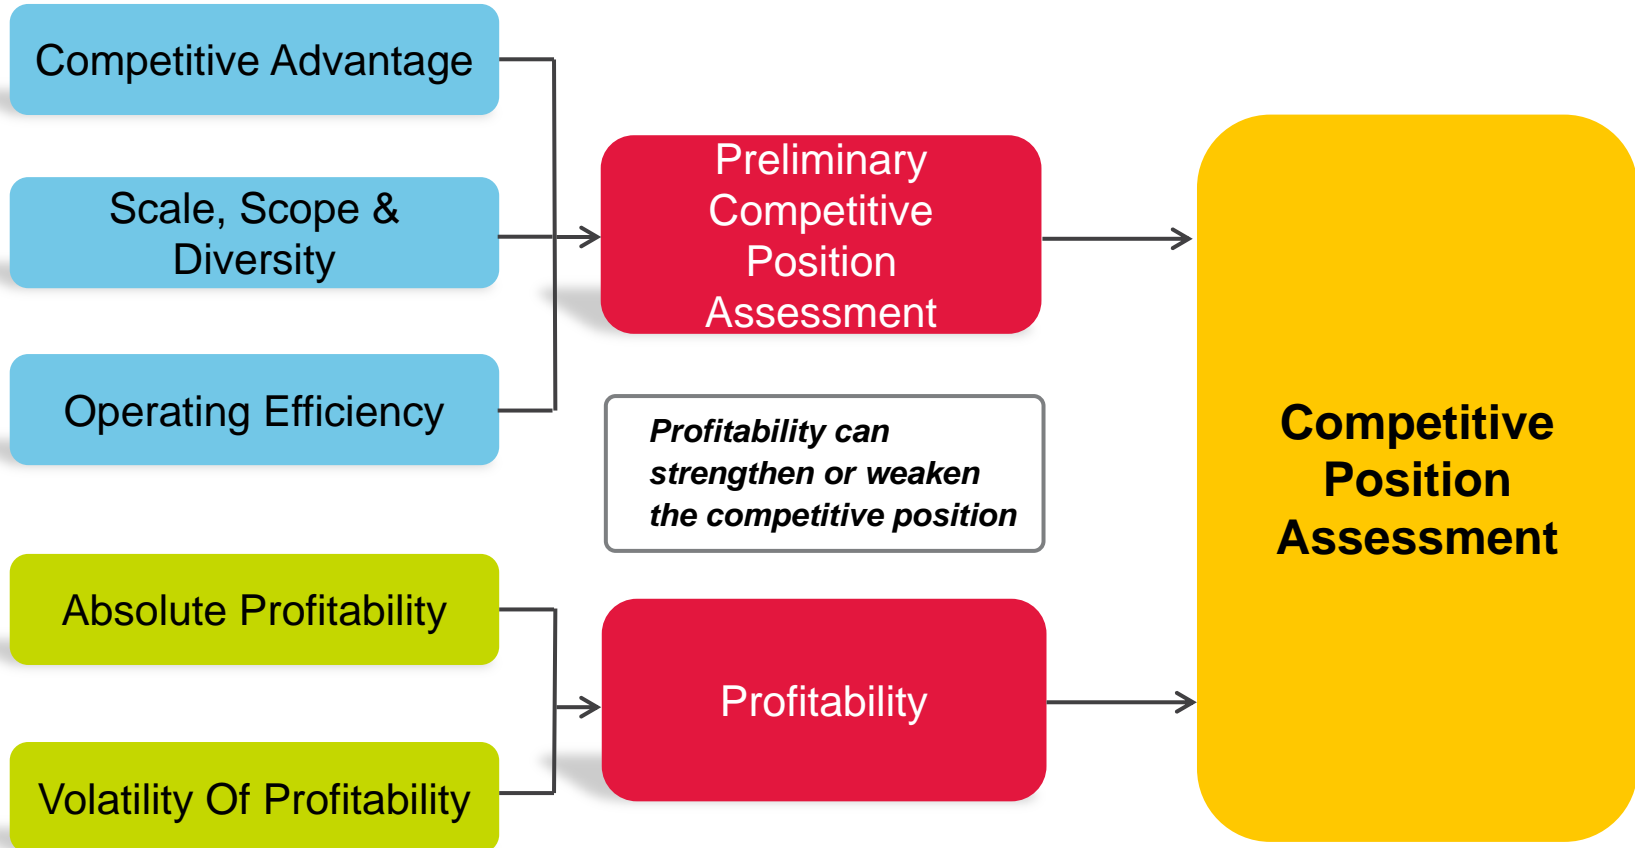 Competitive Advantage
Scale, Scope &
Diversity
Operating Efficiency
Absolute Profitability
Volatility Of Profitability
Preliminary
Competitive
Position
Assessment
Profitability can
strengthen or weaken
the competitive position
Profitability
Competitive
Position
Assessment